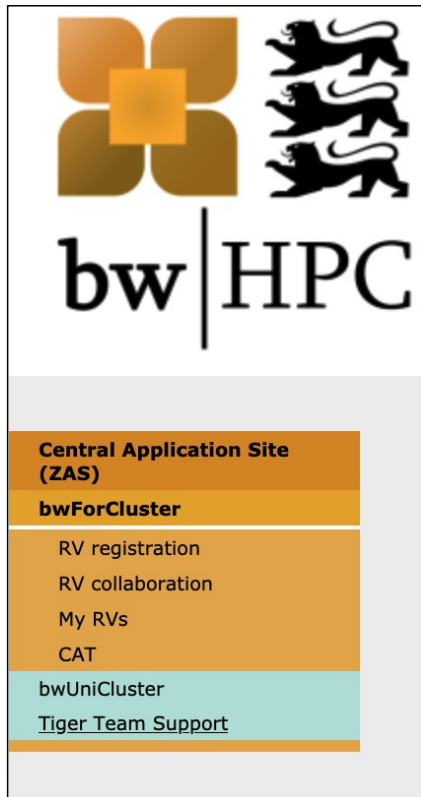 bw|HPC
Central Application Site
(ZAS)
bwForCluster
RV registration
RV collaboration
My RVs
CAT
bwUniCluster
Tiger Team Support